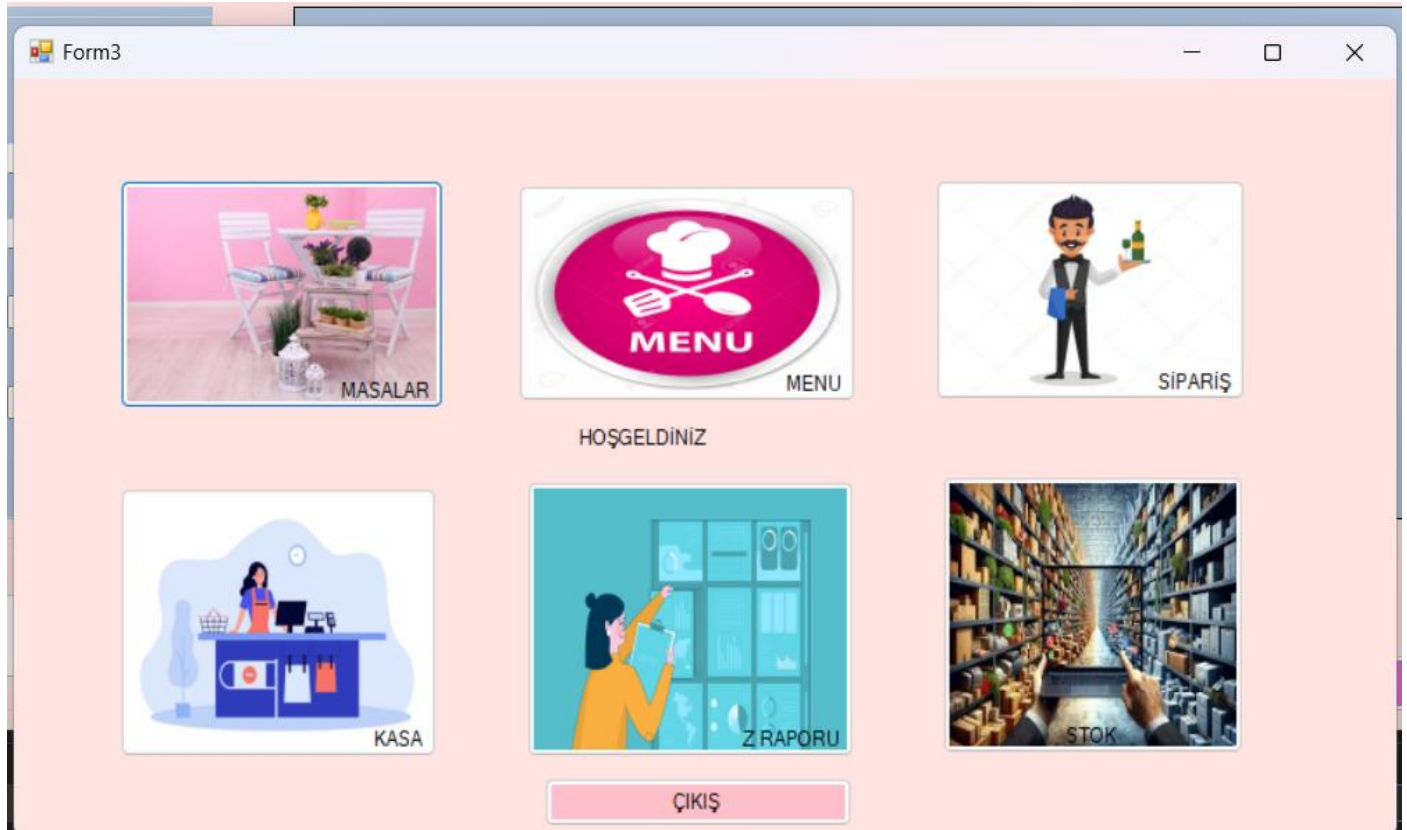 Form3
MASALAR
MENU
MENU
SİPARİŞ
HOŞGELDİNİZ
KASA
Z RAPORU
STOK
ÇIKIŞ